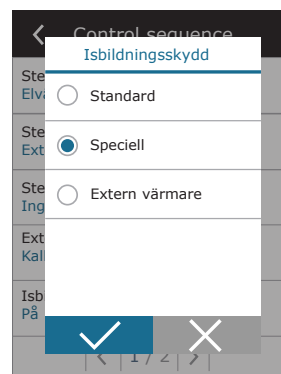 Control sequence
Isbildningsskydd
Ste
Elva
Standard
Ste
Ext
Speciell
Ste
Ing
Extern värmare
Ext
Kall
Isb
På
1 / 2